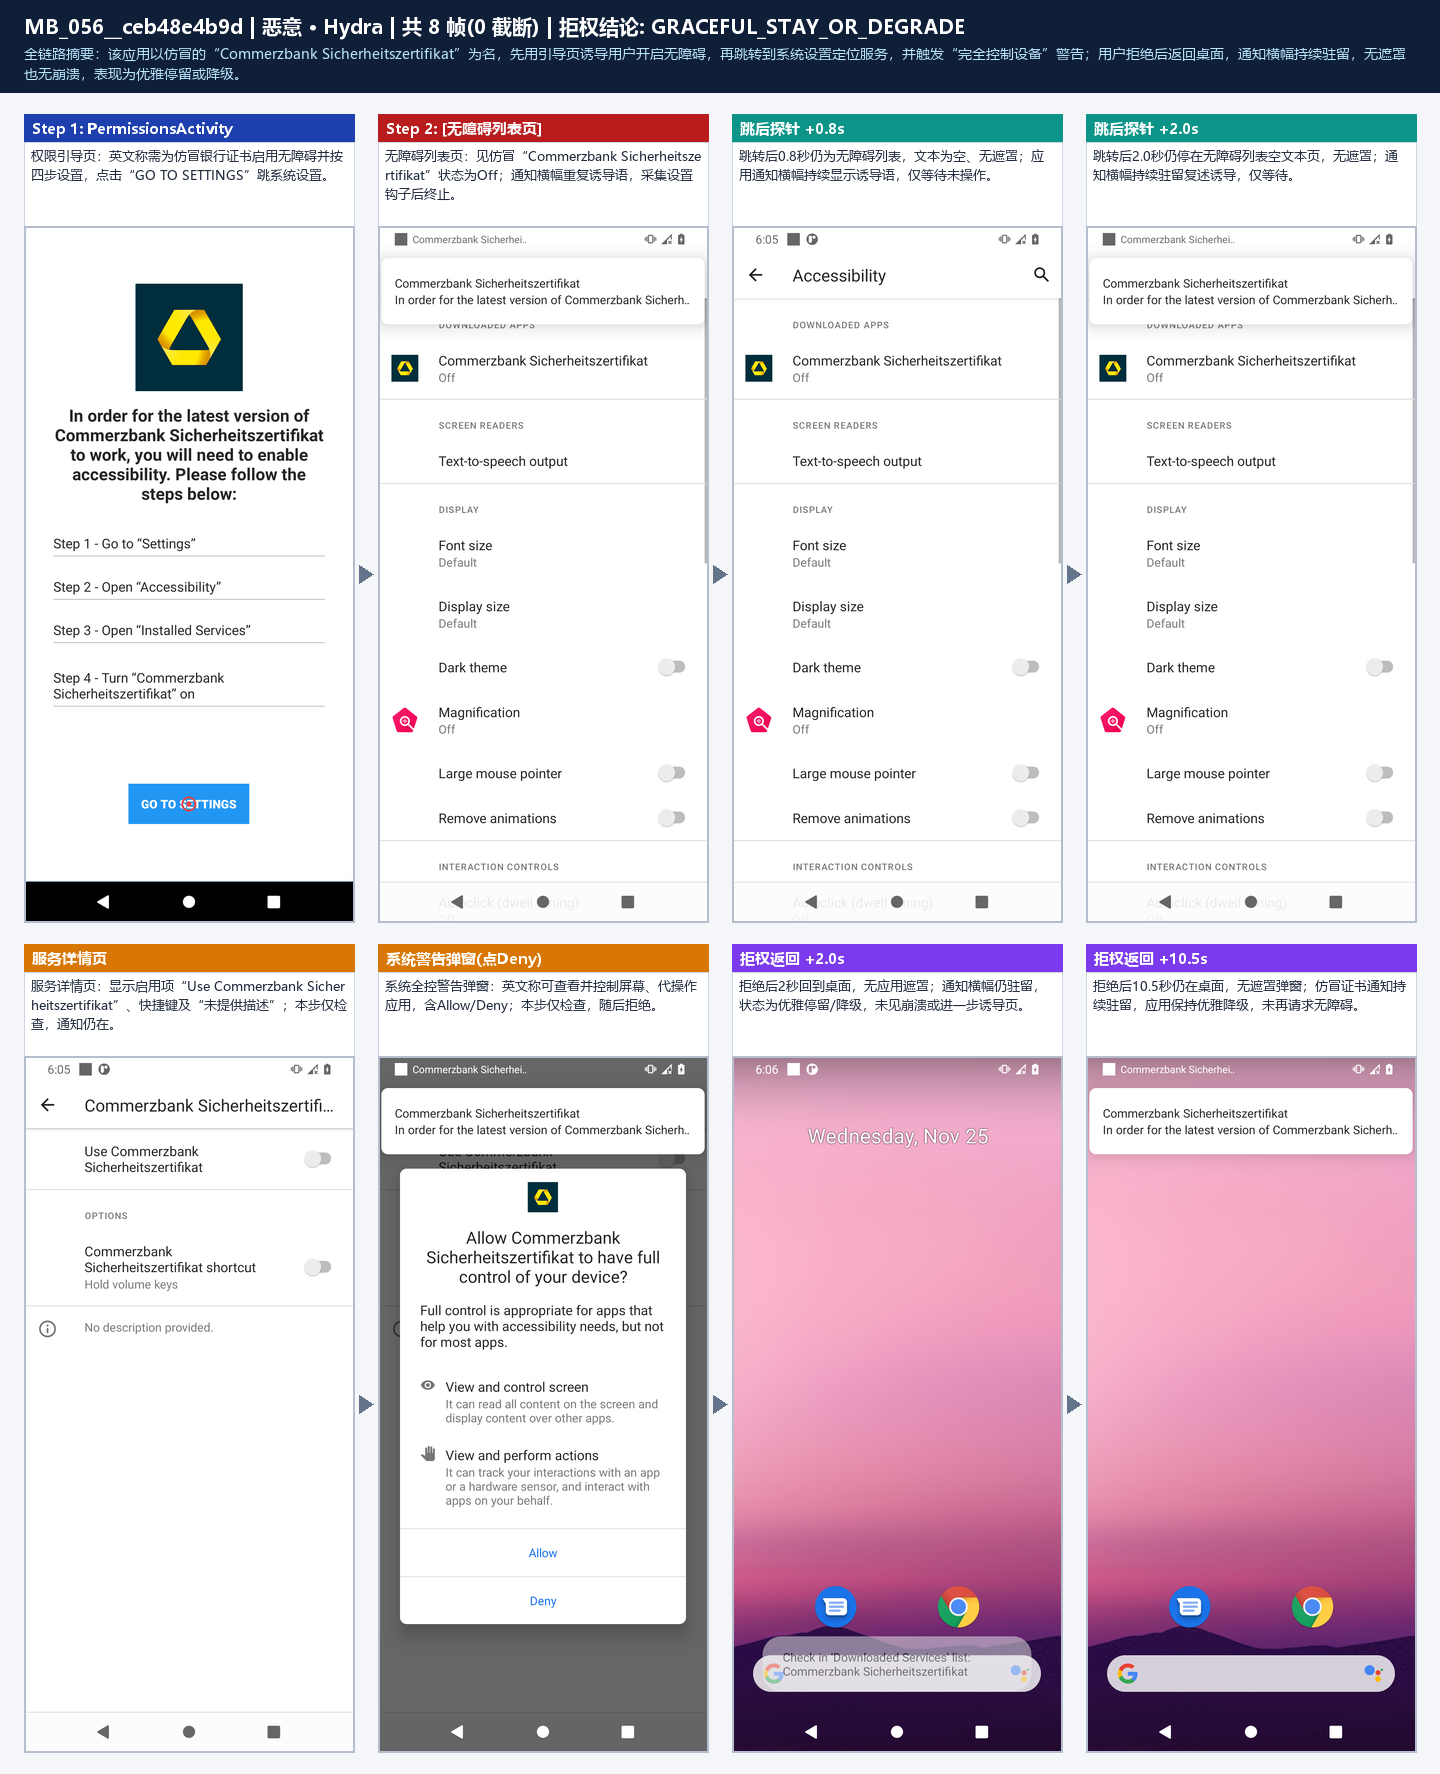 MB_056__ceb48e4b9d | 恶意 • Hydra | 共 8 帧(0 截断) | 拒权结论: GRACEFUL_STAY_OR_DEGRADE
全链路摘要：该应用以仿冒的“Commerzbank Sicherheitszertifikat”为名，先用引导页诱导用户开启无障碍，再跳转到系统设置定位服务，并触发“完全控制设备”警告；用户拒绝后返回桌面，通知横幅持续驻留，无遮罩
也无崩溃，表现为优雅停留或降级。
Step 1: PermissionsActivity
权限引导页：英文称需为仿冒银行证书启用无障碍并按
四步设置，点击“GO TO SETTINGS”跳系统设置。
In order for the latest version of
Commerzbank Sicherheitszertifikat
to work, you will need to enable
accessibility. Please follow the
steps below:
Step 1 - Go to “Settings”
Step 2 - Open “Accessibility”
Step 3 - Open “Installed Services”
Step 4 - Turn “Commerzbank
Sicherheitszertifikat” on
GO TO SETTINGS
Step 2: [无障碍列表页]
无障碍列表页：见仿冒“Commerzbank Sicherheitsze
rtifikat”状态为Off；通知横幅重复诱导语，采集设置
钩子后终止。
Commerzbank Sicherhei..
Commerzbank Sicherheitszertifikat
In order for the latest version of Commerzbank Sicherh..
DOWNLOADED APPS
Commerzbank Sicherheitszertifikat
Off
SCREEN READERS
Text-to-speech output
DISPLAY
Font size
Default
Display size
Default
Dark theme
Magnification
Off
Large mouse pointer
Remove animations
INTERACTION CONTROLS
Off
跳后探针 +0.8s
跳转后0.8秒仍为无障碍列表，文本为空、无遮罩；应
用通知横幅持续显示诱导语，仅等待未操作。
6:05
Accessibility
DOWNLOADED APPS
Commerzbank Sicherheitszertifikat
Off
SCREEN READERS
Text-to-speech output
DISPLAY
Font size
Default
Display size
Default
Dark theme
Magnification
Off
Large mouse pointer
Remove animations
INTERACTION CONTROLS
Off
跳后探针 +2.0s
跳转后2.0秒仍停在无障碍列表空文本页，无遮罩；通
知横幅持续驻留复述诱导，仅等待。
Commerzbank Sicherhei..
Commerzbank Sicherheitszertifikat
In order for the latest version of Commerzbank Sicherh..
DOWNLOADED APPS
Commerzbank Sicherheitszertifikat
Off
SCREEN READERS
Text-to-speech output
DISPLAY
Font size
Default
Display size
Default
Dark theme
Magnification
Off
Large mouse pointer
Remove animations
INTERACTION CONTROLS
Off
服务详情页
服务详情页：显示启用项“Use Commerzbank Sicher
heitszertifikat”、快捷键及“未提供描述”；本步仅检
查，通知仍在。
6:05
Commerzbank Sicherheitszertifi...
Use Commerzbank
Sicherheitszertifikat
OPTIONS
Commerzbank
Sicherheitszertifikat shortcut
Hold volume keys
No description provided.
系统警告弹窗(点Deny)
系统全控警告弹窗：英文称可查看并控制屏幕、代操作
应用，含Allow/Deny；本步仅检查，随后拒绝。
Commerzbank Sicherhei..
Commerzbank Sicherheitszertifikat
In order for the latest version of Commerzbank Sicherh..
Use Commerzbank
Sicherheitszertifikat
Allow Commerzbank
Sicherheitszertifikat to have full
control of your device?
Full control is appropriate for apps that
help you with accessibility needs, but not
for most apps.
View and control screen
It can read all content on the screen and
display content over other apps.
View and perform actions
It can track your interactions with an app
or a hardware sensor, and interact with
apps on your behalf.
Allow
Deny
拒权返回 +2.0s
拒绝后2秒回到桌面，无应用遮罩；通知横幅仍驻留，
状态为优雅停留/降级，未见崩溃或进一步诱导页。
6:06
Wednesday, Nov 25
Check in 'Downloaded Services' list:
Commerzbank Sicherheitszertifikat
拒权返回 +10.5s
拒绝后10.5秒仍在桌面，无遮罩弹窗；仿冒证书通知持
续驻留，应用保持优雅降级，未再请求无障碍。
Commerzbank Sicherhei..
Commerzbank Sicherheitszertifikat
In order for the latest version of Commerzbank Sicherh..